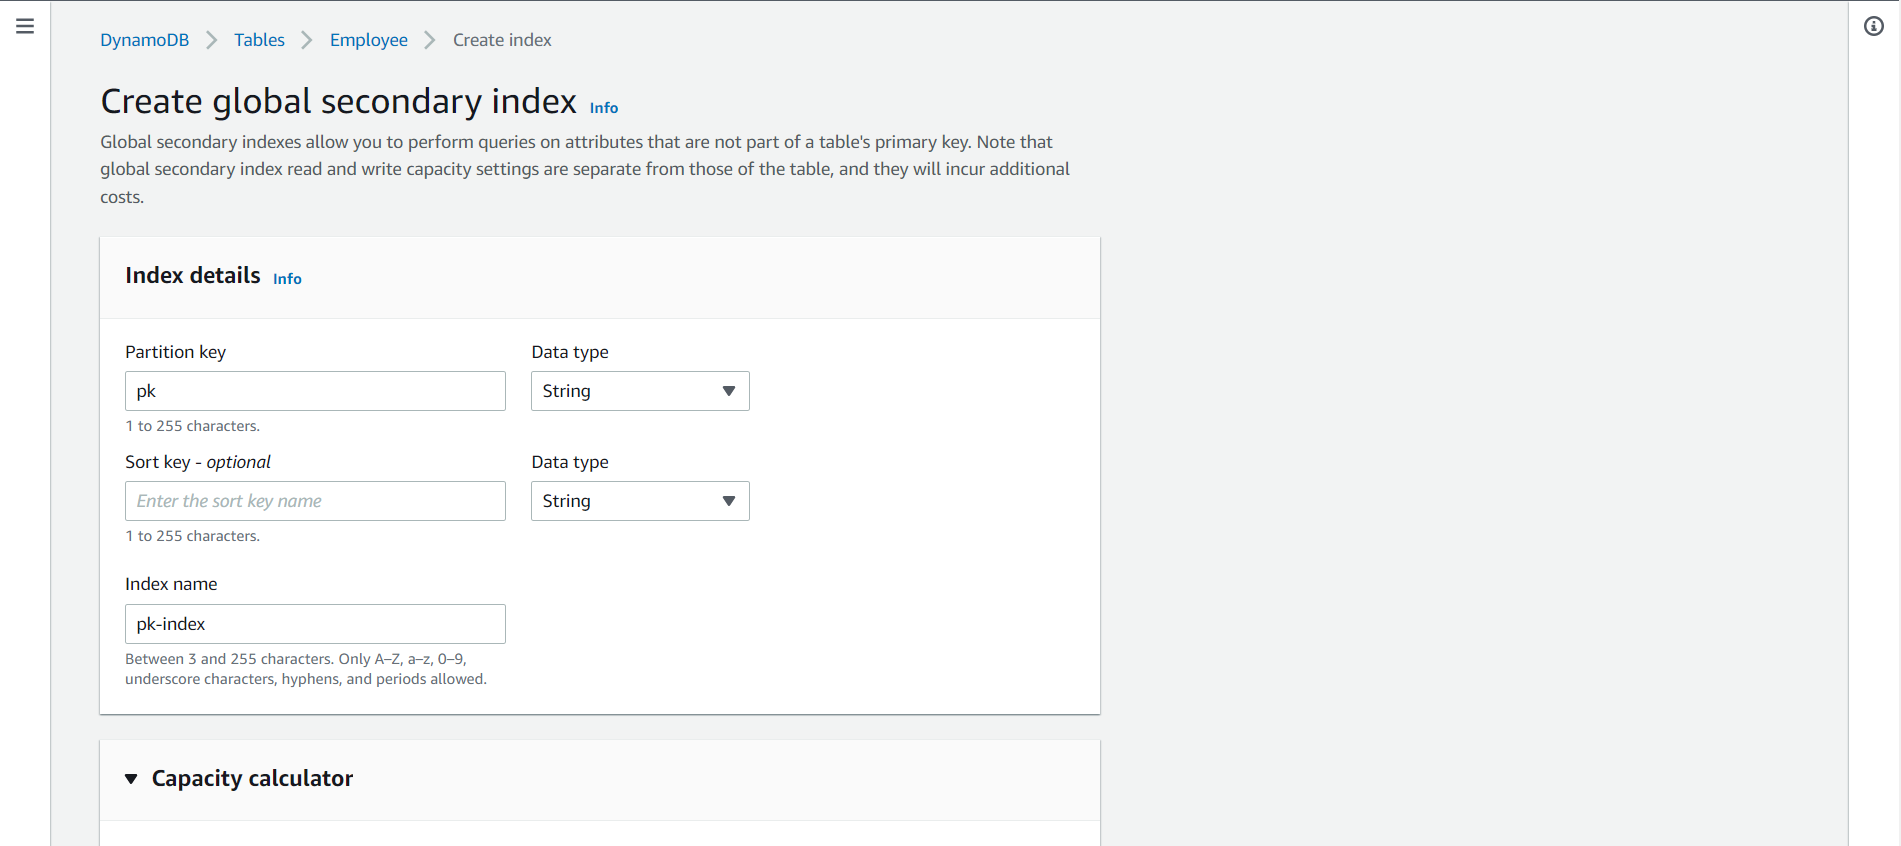 DynamoDB Tables Employee Create index
Create global secondary index Info
Global secondary indexes allow you to perform queries on attributes that are not part of a table's primary key. Note that
global secondary index read and write capacity settings are separate from those of the table, and they will incur additional
costs.
Index details Info
Partition key Data type
pk String
1 to 255 characters.
Sort key - optional Data type
Enter the sort key name String
1 to 255 characters.
Index name
pk-index
Between 3 and 255 characters. Only A–Z, a–z, 0–9,
underscore characters, hyphens, and periods allowed.
Capacity calculator